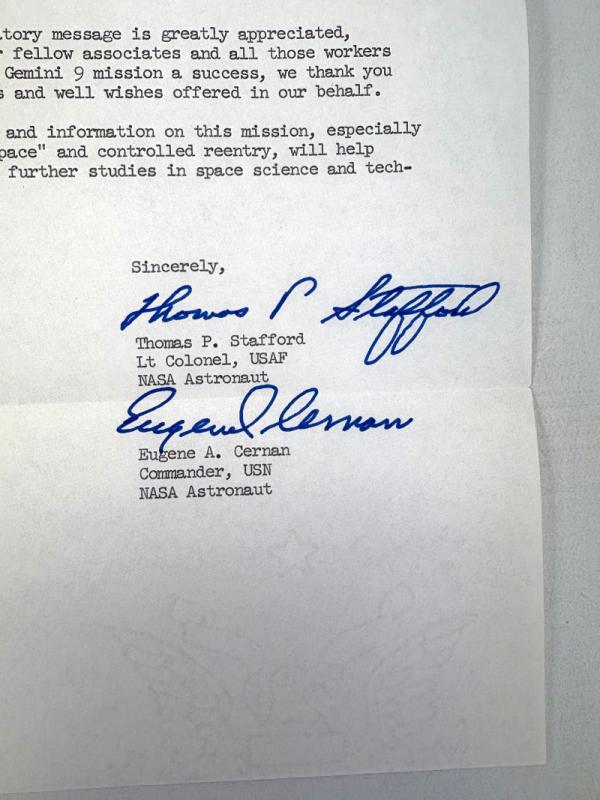 tory message is greatly appreciated,
fellow associates and all those workers
Gemini 9 mission a success, we thank you
s and well wishes offered in our behalf.
and information on this mission, especially
pace" and controlled reentry, will help
further studies in space science and tech-
Sincerely,
Thomas P Stafford
Thomas P. Stafford
Lt Colonel, USAF
NASA Astronaut
Eugene Cernan
Eugene A. Cernan
Commander, USN
NASA Astronaut